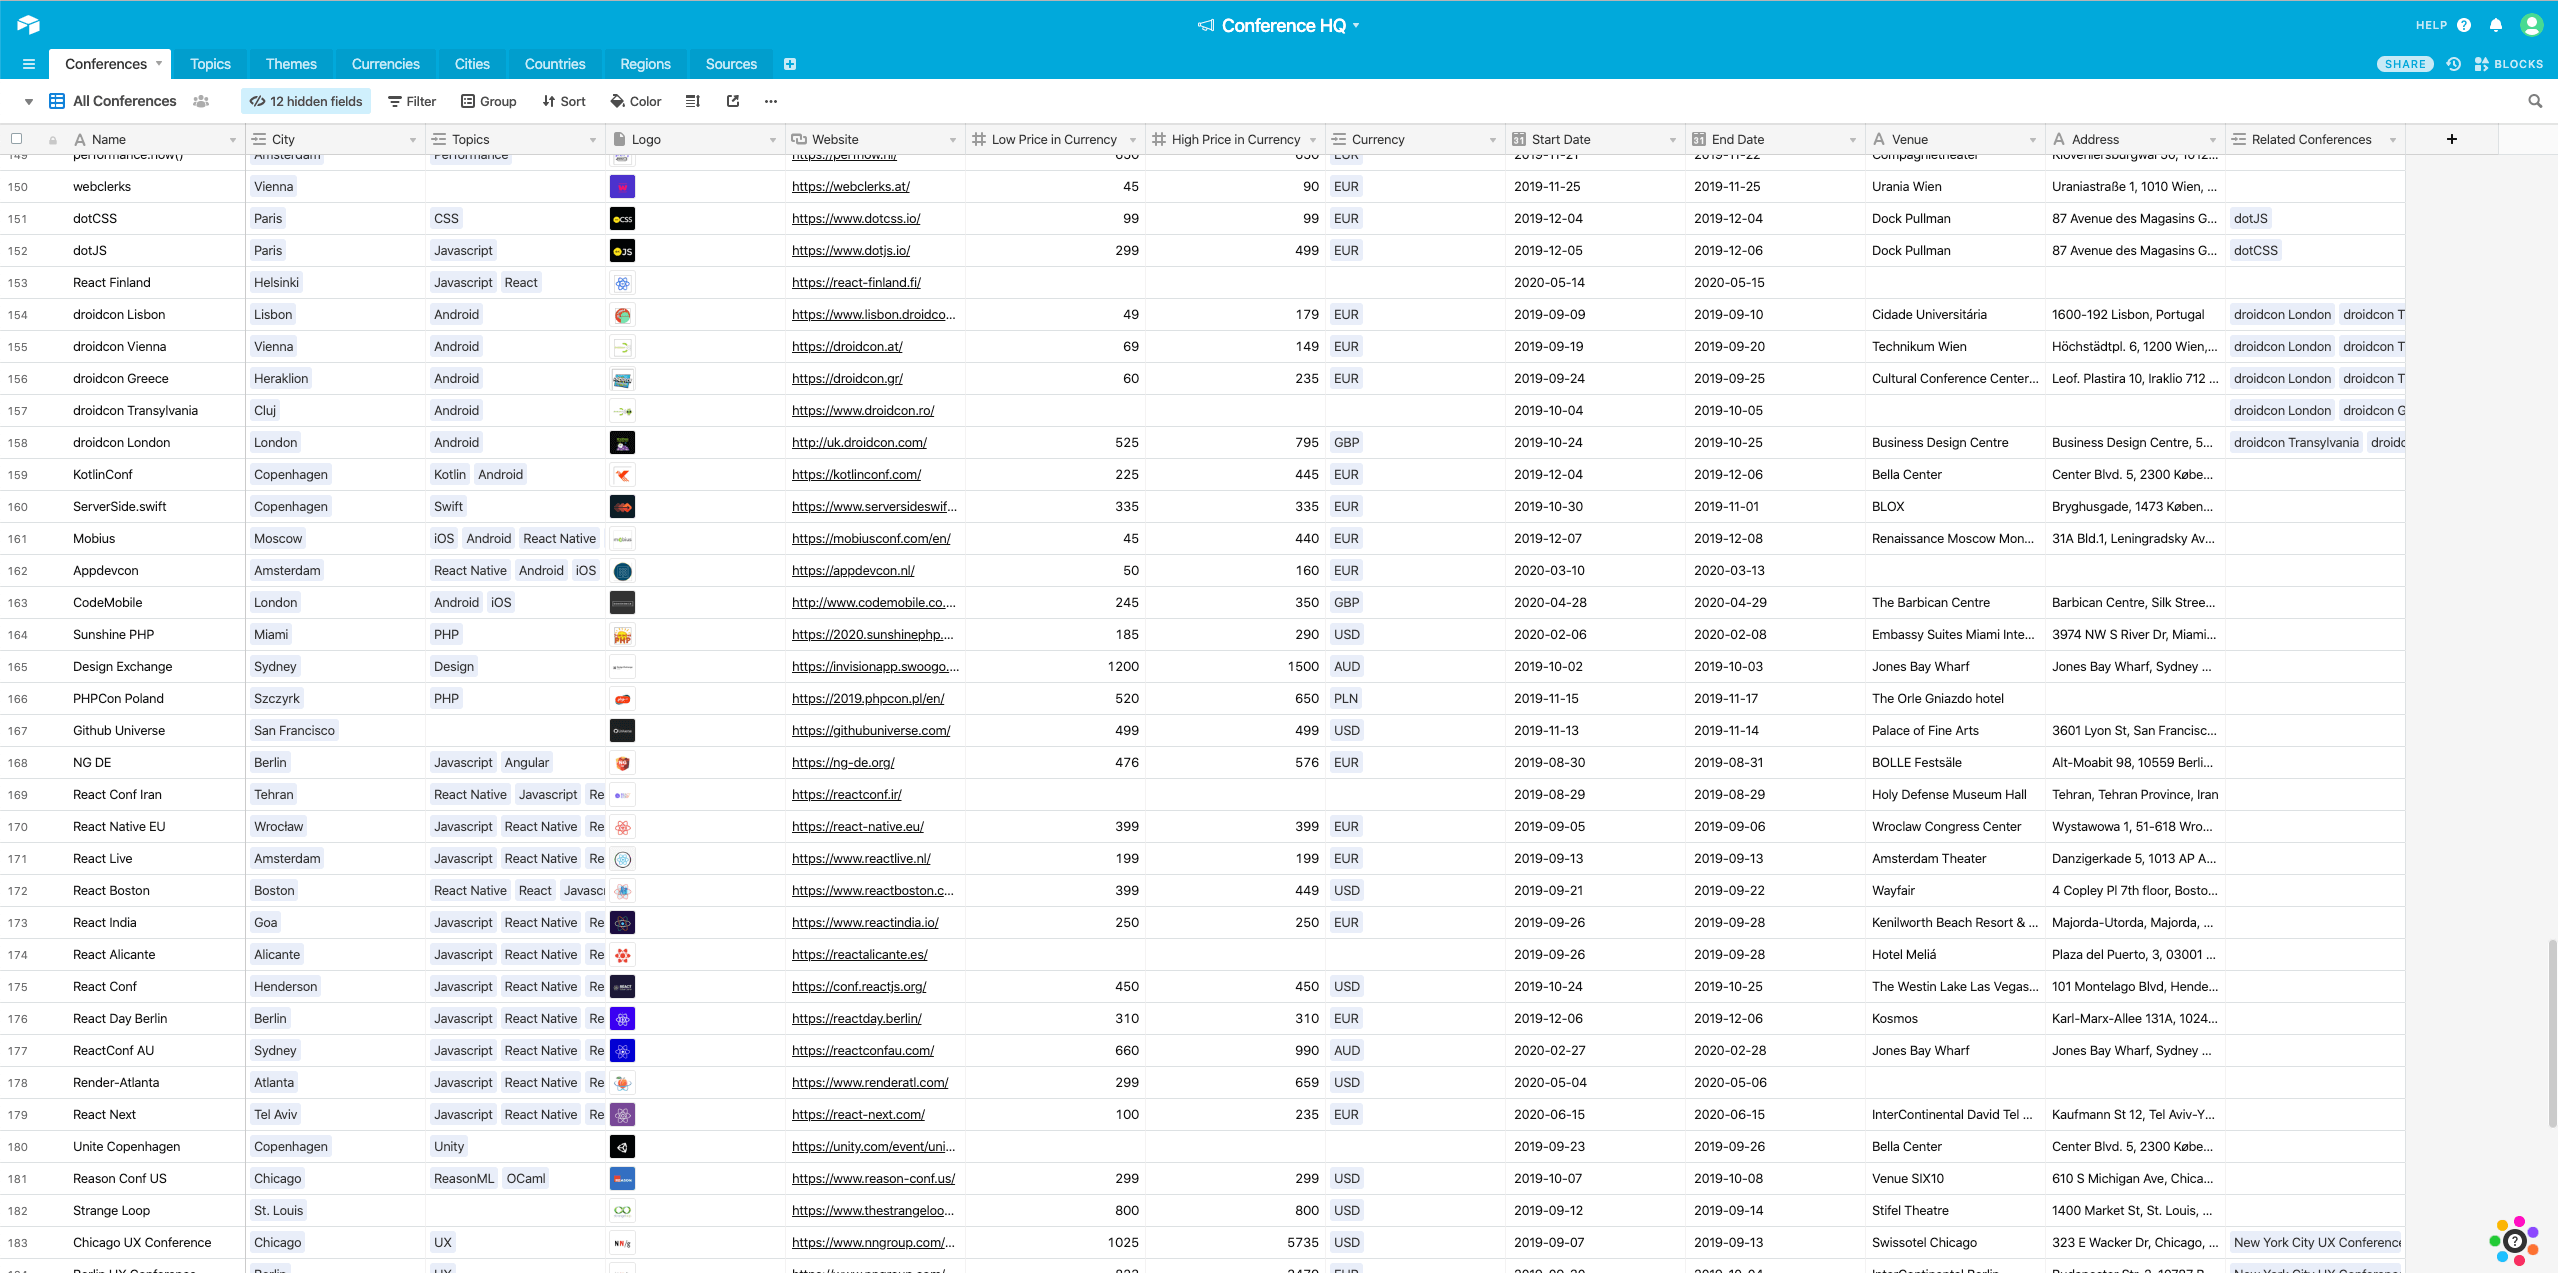 Conference HQ
HELP
Conferences Topics Themes Currencies Cities Countries Regions Sources
SHARE BLOCKS
All Conferences 12 hidden fields Filter Group Sort Color
Name City Topics Logo Website Low Price in Currency High Price in Currency Currency Start Date End Date Venue Address Related Conferences
149 performance.now() Amsterdam Performance https://perfnow.nl/ 650 650 EUR 2019-11-21 2019-11-22 Compagnietheater Kloveniersburgwal 50, 1012...
150 webclerks Vienna https://webclerks.at/ 45 90 EUR 2019-11-25 2019-11-25 Urania Wien Uraniastraße 1, 1010 Wien, ...
151 dotCSS Paris CSS CSS https://www.dotcss.io/ 99 99 EUR 2019-12-04 2019-12-04 Dock Pullman 87 Avenue des Magasins G... dotJS
152 dotJS Paris Javascript JS https://www.dotjs.io/ 299 499 EUR 2019-12-05 2019-12-06 Dock Pullman 87 Avenue des Magasins G... dotCSS
153 React Finland Helsinki Javascript React https://react-finland.fi/ 2020-05-14 2020-05-15
154 droidcon Lisbon Lisbon Android https://www.lisbon.droidco... 49 179 EUR 2019-09-09 2019-09-10 Cidade Universitária 1600-192 Lisbon, Portugal droidcon London droidcon T
155 droidcon Vienna Vienna Android https://droidcon.at/ 69 149 EUR 2019-09-19 2019-09-20 Technikum Wien Höchstädtpl. 6, 1200 Wien,... droidcon London droidcon T
156 droidcon Greece Heraklion Android https://droidcon.gr/ 60 235 EUR 2019-09-24 2019-09-25 Cultural Conference Center... Leof. Plastira 10, Iraklio 712 ... droidcon London droidcon T
157 droidcon Transylvania Cluj Android https://www.droidcon.ro/ 2019-10-04 2019-10-05 droidcon London droidcon G
158 droidcon London London Android http://uk.droidcon.com/ 525 795 GBP 2019-10-24 2019-10-25 Business Design Centre Business Design Centre, 5... droidcon Transylvania droidc
159 KotlinConf Copenhagen Kotlin Android https://kotlinconf.com/ 225 445 EUR 2019-12-04 2019-12-06 Bella Center Center Blvd. 5, 2300 Købe...
160 ServerSide.swift Copenhagen Swift https://www.serversideswif... 335 335 EUR 2019-10-30 2019-11-01 BLOX Bryghusgade, 1473 Køben...
161 Mobius Moscow iOS Android React Native https://mobiusconf.com/en/ 45 440 EUR 2019-12-07 2019-12-08 Renaissance Moscow Mon... 31A Bld.1, Leningradsky Av...
162 Appdevcon Amsterdam React Native Android iOS https://appdevcon.nl/ 50 160 EUR 2020-03-10 2020-03-13
163 CodeMobile London Android iOS http://www.codemobile.co.... 245 350 GBP 2020-04-28 2020-04-29 The Barbican Centre Barbican Centre, Silk Stree...
164 Sunshine PHP Miami PHP PHP https://2020.sunshinephp.... 185 290 USD 2020-02-06 2020-02-08 Embassy Suites Miami Inte... 3974 NW S River Dr, Miami...
165 Design Exchange Sydney Design https://invisionapp.swoogo.... 1200 1500 AUD 2019-10-02 2019-10-03 Jones Bay Wharf Jones Bay Wharf, Sydney ...
166 PHPCon Poland Szczyrk PHP https://2019.phpcon.pl/en/ 520 650 PLN 2019-11-15 2019-11-17 The Orle Gniazdo hotel
167 Github Universe San Francisco https://githubuniverse.com/ 499 499 USD 2019-11-13 2019-11-14 Palace of Fine Arts 3601 Lyon St, San Francisc...
168 NG DE Berlin Javascript Angular https://ng-de.org/ 476 576 EUR 2019-08-30 2019-08-31 BOLLE Festsäle Alt-Moabit 98, 10559 Berli...
169 React Conf Iran Tehran React Native Javascript Re https://reactconf.ir/ 2019-08-29 2019-08-29 Holy Defense Museum Hall Tehran, Tehran Province, Iran
170 React Native EU Wrocław Javascript React Native Re https://react-native.eu/ 399 399 EUR 2019-09-05 2019-09-06 Wroclaw Congress Center Wystawowa 1, 51-618 Wro...
171 React Live Amsterdam Javascript React Native Re https://www.reactlive.nl/ 199 199 EUR 2019-09-13 2019-09-13 Amsterdam Theater Danzigerkade 5, 1013 AP A...
172 React Boston Boston React Native React Javascr https://www.reactboston.c... 399 449 USD 2019-09-21 2019-09-22 Wayfair 4 Copley Pl 7th floor, Bosto...
173 React India Goa Javascript React Native Re https://www.reactindia.io/ 250 250 EUR 2019-09-26 2019-09-28 Kenilworth Beach Resort & ... Majorda-Utorda, Majorda, ...
174 React Alicante Alicante Javascript React Native Re https://reactalicante.es/ 2019-09-26 2019-09-28 Hotel Meliá Plaza del Puerto, 3, 03001 ...
175 React Conf Henderson Javascript React Native Re https://conf.reactjs.org/ 450 450 USD 2019-10-24 2019-10-25 The Westin Lake Las Vegas... 101 Montelago Blvd, Hende...
176 React Day Berlin Berlin Javascript React Native Re https://reactday.berlin/ 310 310 EUR 2019-12-06 2019-12-06 Kosmos Karl-Marx-Allee 131A, 1024...
177 ReactConf AU Sydney Javascript React Native Re https://reactconfau.com/ 660 990 AUD 2020-02-27 2020-02-28 Jones Bay Wharf Jones Bay Wharf, Sydney ...
178 Render-Atlanta Atlanta Javascript React Native Re https://www.renderatl.com/ 299 659 USD 2020-05-04 2020-05-06
179 React Next Tel Aviv Javascript React Native Re https://react-next.com/ 100 235 EUR 2020-06-15 2020-06-15 InterContinental David Tel ... Kaufmann St 12, Tel Aviv-Y...
180 Unite Copenhagen Copenhagen Unity https://unity.com/event/uni... 2019-09-23 2019-09-26 Bella Center Center Blvd. 5, 2300 Købe...
181 Reason Conf US Chicago ReasonML OCaml https://www.reason-conf.us/ 299 299 USD 2019-10-07 2019-10-08 Venue SIX10 610 S Michigan Ave, Chica...
182 Strange Loop St. Louis https://www.thestrangeloo... 800 800 USD 2019-09-12 2019-09-14 Stifel Theatre 1400 Market St, St. Louis, ...
183 Chicago UX Conference Chicago UX NN/g https://www.nngroup.com/... 1025 5735 USD 2019-09-07 2019-09-13 Swissotel Chicago 323 E Wacker Dr, Chicago, ... New York City UX Conference
Berlin UX Conference Berlin UX https://www.nngroup.com/... EUR InterContinental Berlin New York City UX Conference